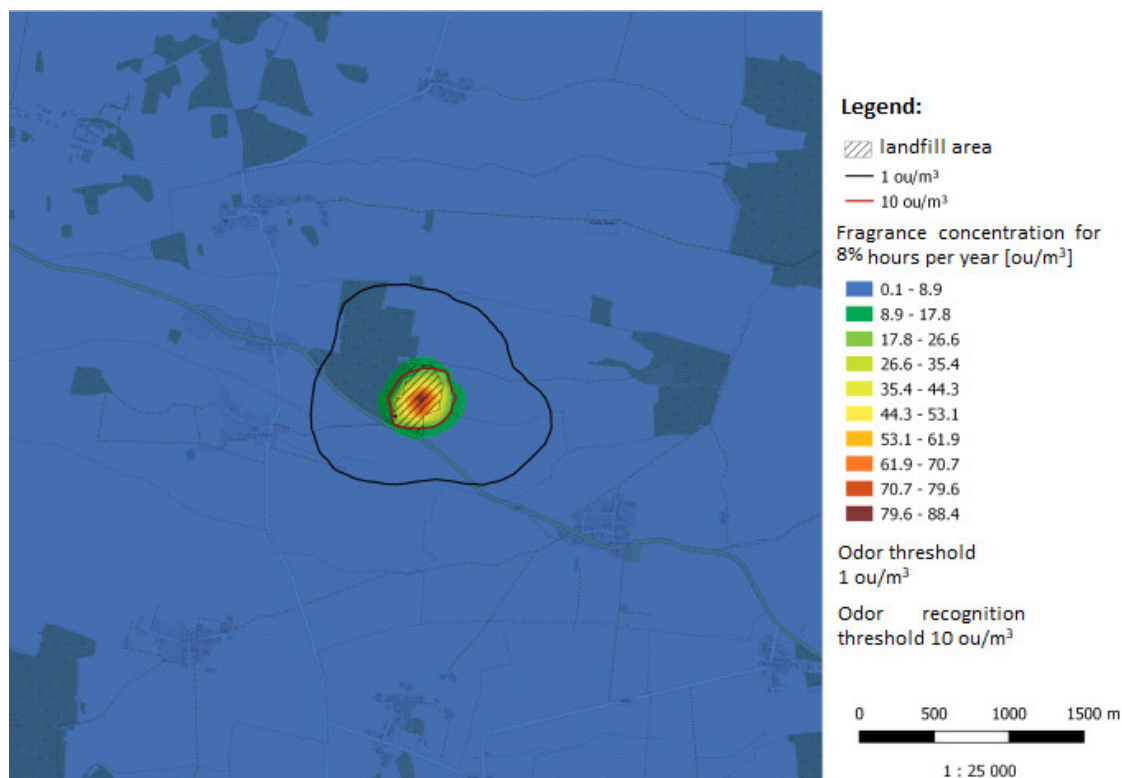 Legend:
landfill area
1 ou/m³
10 ou/m³
Fragrance concentration for
8% hours per year [ou/m³]
0.1 - 8.9
8.9 - 17.8
17.8 - 26.6
26.6 - 35.4
35.4 - 44.3
44.3 - 53.1
53.1 - 61.9
61.9 - 70.7
70.7 - 79.6
79.6 - 88.4
Odor threshold
1 ou/m³
Odor recognition
threshold 10 ou/m³
0 500 1000 1500 m
1 : 25 000